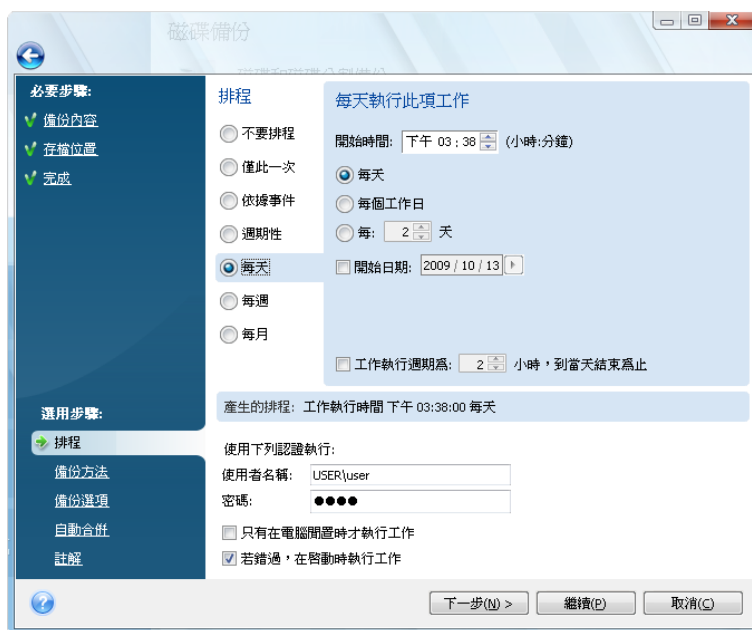 磁碟備份
磁碟和磁碟分割備份
必要步驟:
備份內容
存檔位置
完成
選用步驟:
排程
備份方法
備份選項
自動合併
註解
排程
不要排程
僅此一次
依據事件
週期性
每天
每週
每月
每天執行此項工作
開始時間: 下午 03 : 38 (小時:分鐘)
每天
每個工作日
每: 2 天
開始日期: 2009 / 10 / 13
工作執行週期為: 2 小時，到當天結束為止
產生的排程: 工作執行時間 下午 03:38:00 每天
使用下列認證執行:
使用者名稱: USER\user
密碼: ●●●●
只有在電腦閒置時才執行工作
若錯過，在啟動時執行工作
下一步(N) > 繼續(P) 取消(C)